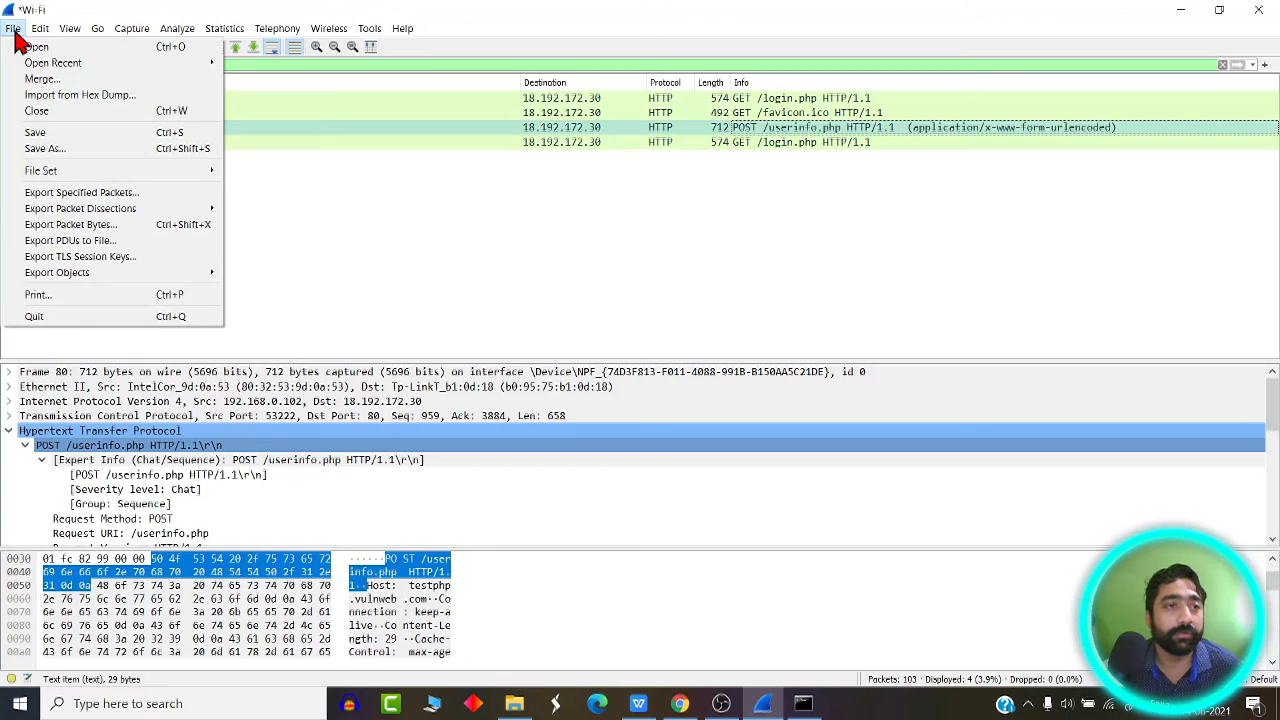 *Wi-Fi
File Edit View Go Capture Analyze Statistics Telephony Wireless Tools Help
Open Ctrl+O
Open Recent
Merge...
Import from Hex Dump...
Close Ctrl+W
Save Ctrl+S
Save As... Ctrl+Shift+S
File Set
Export Specified Packets...
Export Packet Dissections
Export Packet Bytes... Ctrl+Shift+X
Export PDUs to File...
Export TLS Session Keys...
Export Objects
Print... Ctrl+P
Quit Ctrl+Q
Destination Protocol Length Info
18.192.172.30 HTTP 574 GET /login.php HTTP/1.1
18.192.172.30 HTTP 492 GET /favicon.ico HTTP/1.1
18.192.172.30 HTTP 712 POST /userinfo.php HTTP/1.1 (application/x-www-form-urlencoded)
18.192.172.30 HTTP 574 GET /login.php HTTP/1.1
Frame 80: 712 bytes on wire (5696 bits), 712 bytes captured (5696 bits) on interface \Device\NPF_{74D3F813-F011-4088-991B-B150AA5C21DE}, id 0
Ethernet II, Src: IntelCor_9d:0a:53 (80:32:53:9d:0a:53), Dst: Tp-LinkT_b1:0d:18 (b0:95:75:b1:0d:18)
Internet Protocol Version 4, Src: 192.168.0.102, Dst: 18.192.172.30
Transmission Control Protocol, Src Port: 53222, Dst Port: 80, Seq: 959, Ack: 3884, Len: 658
Hypertext Transfer Protocol
POST /userinfo.php HTTP/1.1\r\n
[Expert Info (Chat/Sequence): POST /userinfo.php HTTP/1.1\r\n]
[POST /userinfo.php HTTP/1.1\r\n]
[Severity level: Chat]
[Group: Sequence]
Request Method: POST
Request URI: /userinfo.php
0030 01 fc 82 99 00 00 50 4f 53 54 20 2f 75 73 65 72 ······PO ST /user
0040 69 6e 66 6f 2e 70 68 70 20 48 54 54 50 2f 31 2e info.php HTTP/1.
0050 31 0d 0a 48 6f 73 74 3a 20 74 65 73 74 70 68 70 1··Host: testphp
0060 2e 76 75 6c 6e 77 65 62 2e 63 6f 6d 0d 0a 43 6f .vulnweb .com··Co
0070 6e 6e 65 63 74 69 6f 6e 3a 20 6b 65 65 70 2d 61 nnection : keep-a
0080 6c 69 76 65 0d 0a 43 6f 6e 74 65 6e 74 2d 4c 65 live··Co ntent-Le
0090 6e 67 74 68 3a 20 32 39 0d 0a 43 61 63 68 65 2d ngth: 29 ··Cache-
00a0 43 6f 6e 74 72 6f 6c 3a 20 6d 61 78 2d 61 67 65 Control: max-age
Text item (text), 29 bytes
Packets: 103 · Displayed: 4 (3.9%) · Dropped: 0 (0.0%)
Default
Type here to search